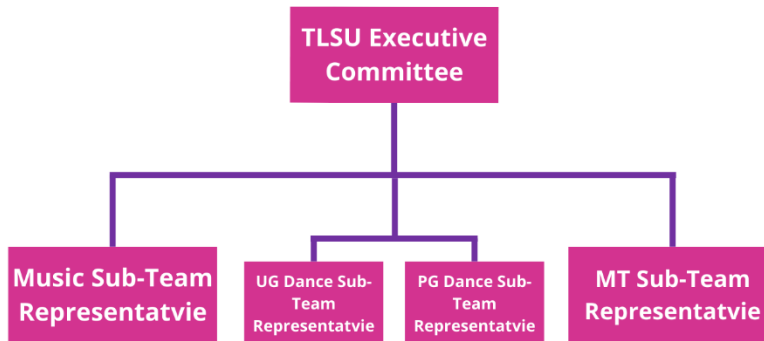 TLSU Executive
Committee
Music Sub-Team
Representatvie
UG Dance Sub-
Team
Representatvie
PG Dance Sub-
Team
Representatvie
MT Sub-Team
Representatvie